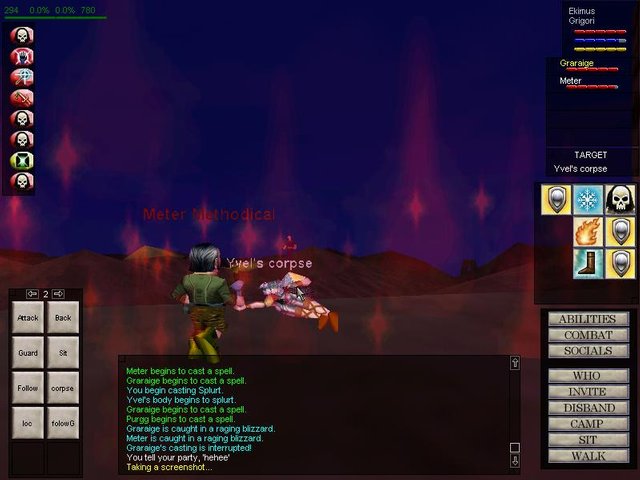 294 0.0% 0.0% 780
Ekimus
Grigori
Graraige
Meter
TARGET
Yvel's corpse
Meter Methodical
Yvel's corpse
2
Attack Back
Guard Sit
Follow corpse
loc folowG
Meter begins to cast a spell.
Graraige begins to cast a spell.
You begin casting Splurt.
Yvel's body begins to splurt.
Graraige begins to cast a spell.
Purgg begins to cast a spell.
Graraige is caught in a raging blizzard.
Meter is caught in a raging blizzard.
Graraige's casting is interrupted!
You tell your party, 'hehee'
Taking a screenshot...
ABILITIES
COMBAT
SOCIALS
WHO
INVITE
DISBAND
CAMP
SIT
WALK